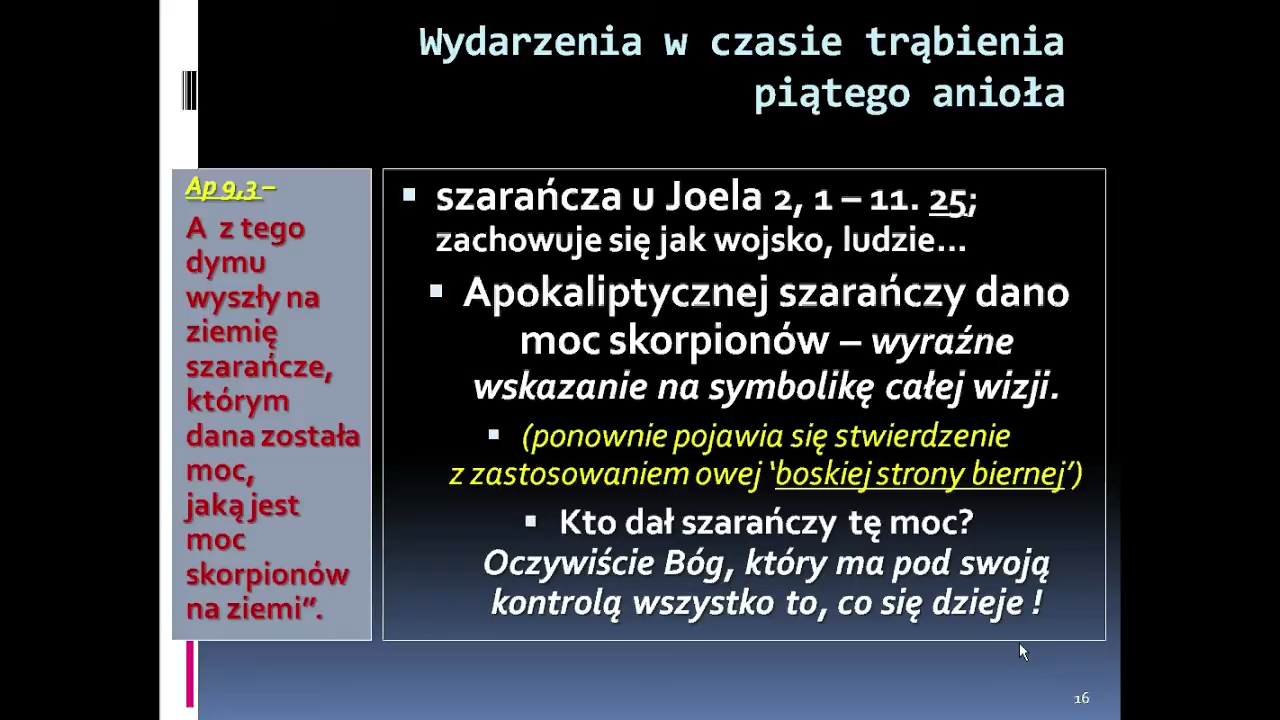 Wydarzenia w czasie trąbienia
piątego anioła
Ap 9,3 –
A z tego
dymu
wyszły na
ziemię
szarańcze,
którym
dana została
moc,
jaką jest
moc
skorpionów
na ziemi”.
szarańcza u Joela 2, 1 – 11. 25;
zachowuje się jak wojsko, ludzie...
Apokaliptycznej szarańczy dano
moc skorpionów – wyraźne
wskazanie na symbolikę całej wizji.
(ponownie pojawia się stwierdzenie
z zastosowaniem owej ‘boskiej strony biernej’)
Kto dał szarańczy tę moc?
Oczywiście Bóg, który ma pod swoją
kontrolą wszystko to, co się dzieje !
16